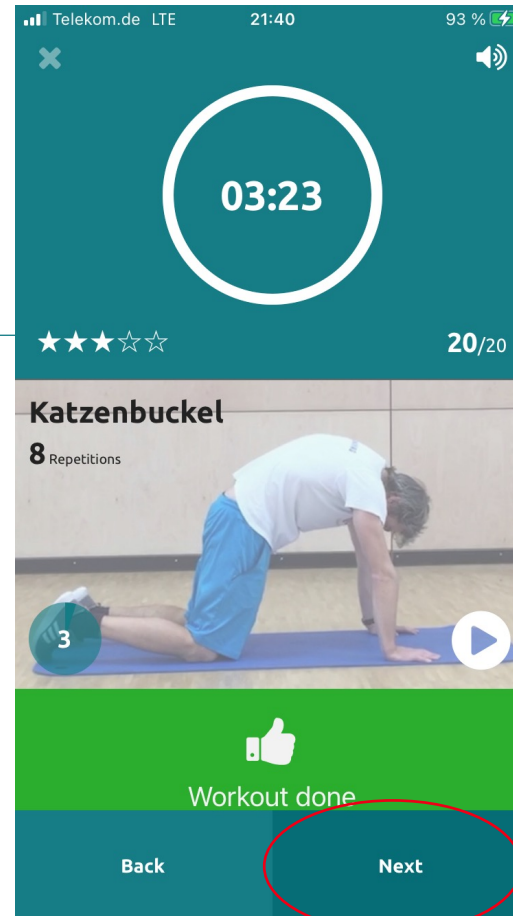 Telekom.de LTE 21:40 93 %
03:23
★★★☆☆ 20/20
Katzenbuckel
8 Repetitions
3
Workout done
Back Next